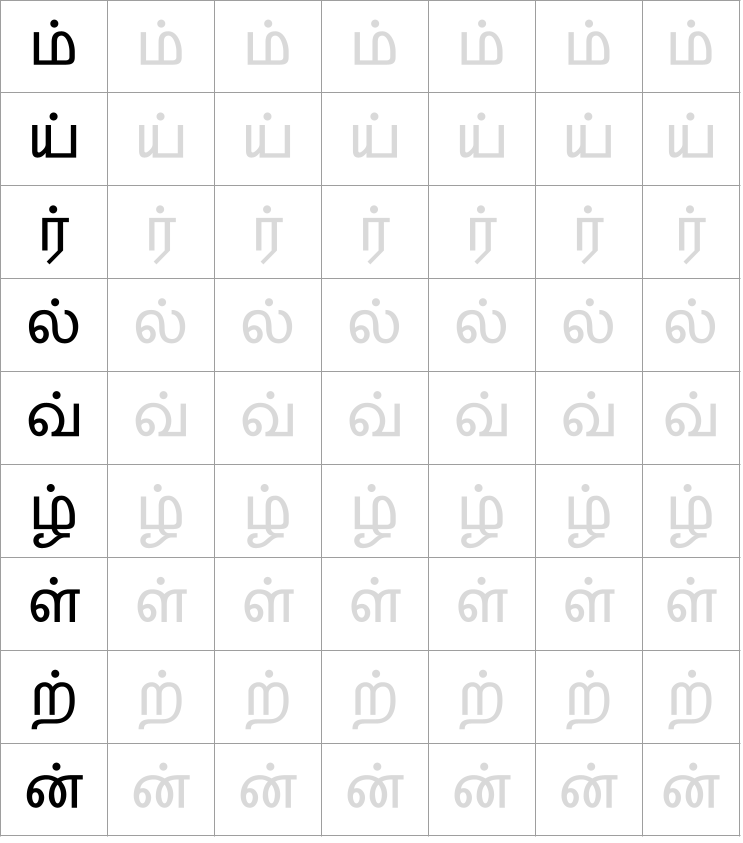 ம் ம் ம் ம் ம் ம் ம்
ய் ய் ய் ய் ய் ய் ய்
ர் ர் ர் ர் ர் ர் ர்
ல் ல் ல் ல் ல் ல் ல்
வ் வ் வ் வ் வ் வ் வ்
ழ் ழ் ழ் ழ் ழ் ழ் ழ்
ள் ள் ள் ள் ள் ள் ள்
ற் ற் ற் ற் ற் ற் ற்
ன் ன் ன் ன் ன் ன் ன்